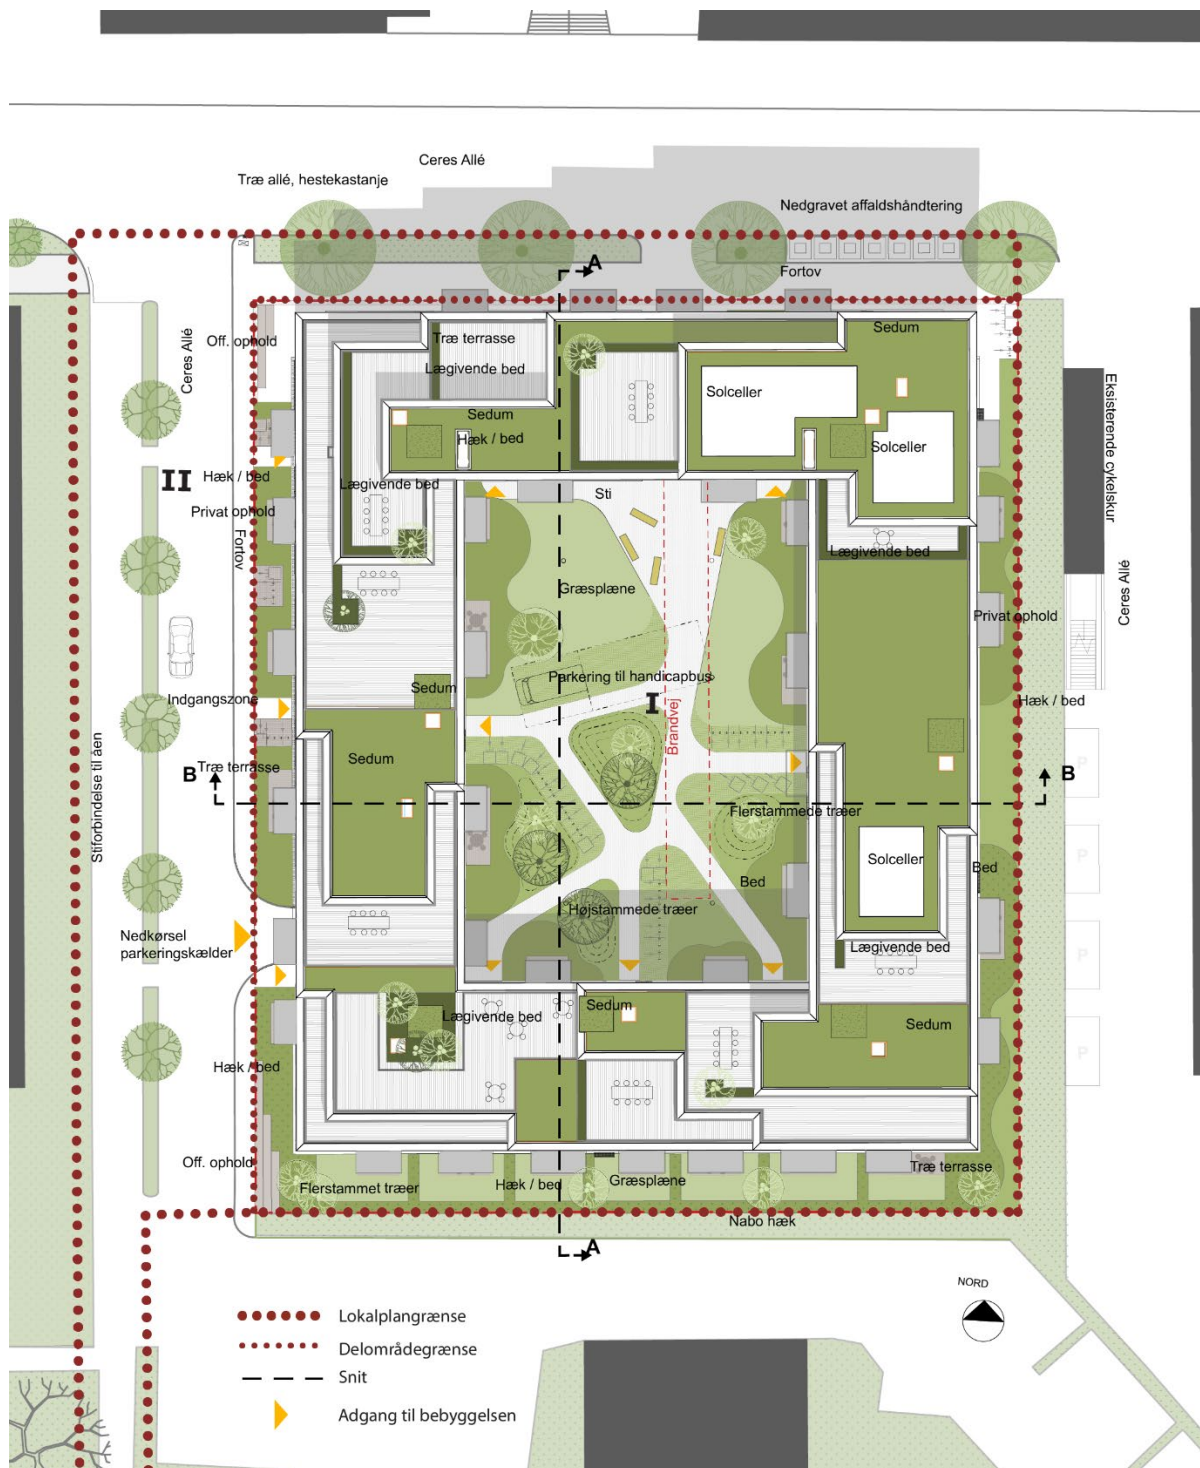 Ceres Allé
Træ allé, hestekastanje
Nedgravet affaldshåndtering
A
Fortov
Off. ophold
Ceres Allé
Træ terrasse
Lægivende bed
Sedum
Solceller
Sedum
Hæk / bed
Solceller
Eksisterende cykelskur
II
Hæk / bed
Lægivende bed
Sti
Privat ophold
Fortov
Lægivende bed
Græsplæne
Ceres Allé
Privat ophold
Parkering til handicapbus
Sedum
I
Indgangszone
Hæk / bed
Brandvej
Sedum
Træ terrasse
B
B
P
Stiforbindelse til åen
Flerstammede træer
Solceller
Bed
Bed
P
Højstammede træer
Nedkørsel
parkeringskælder
Lægivende bed
P
Sedum
Lægivende bed
Sedum
P
Hæk / bed
Off. ophold
Flerstammet træer
Hæk / bed
Græsplæne
Træ terrasse
Nabo hæk
A
NORD
Lokalplangrænse
Delområdegrænse
Snit
Adgang til bebyggelsen